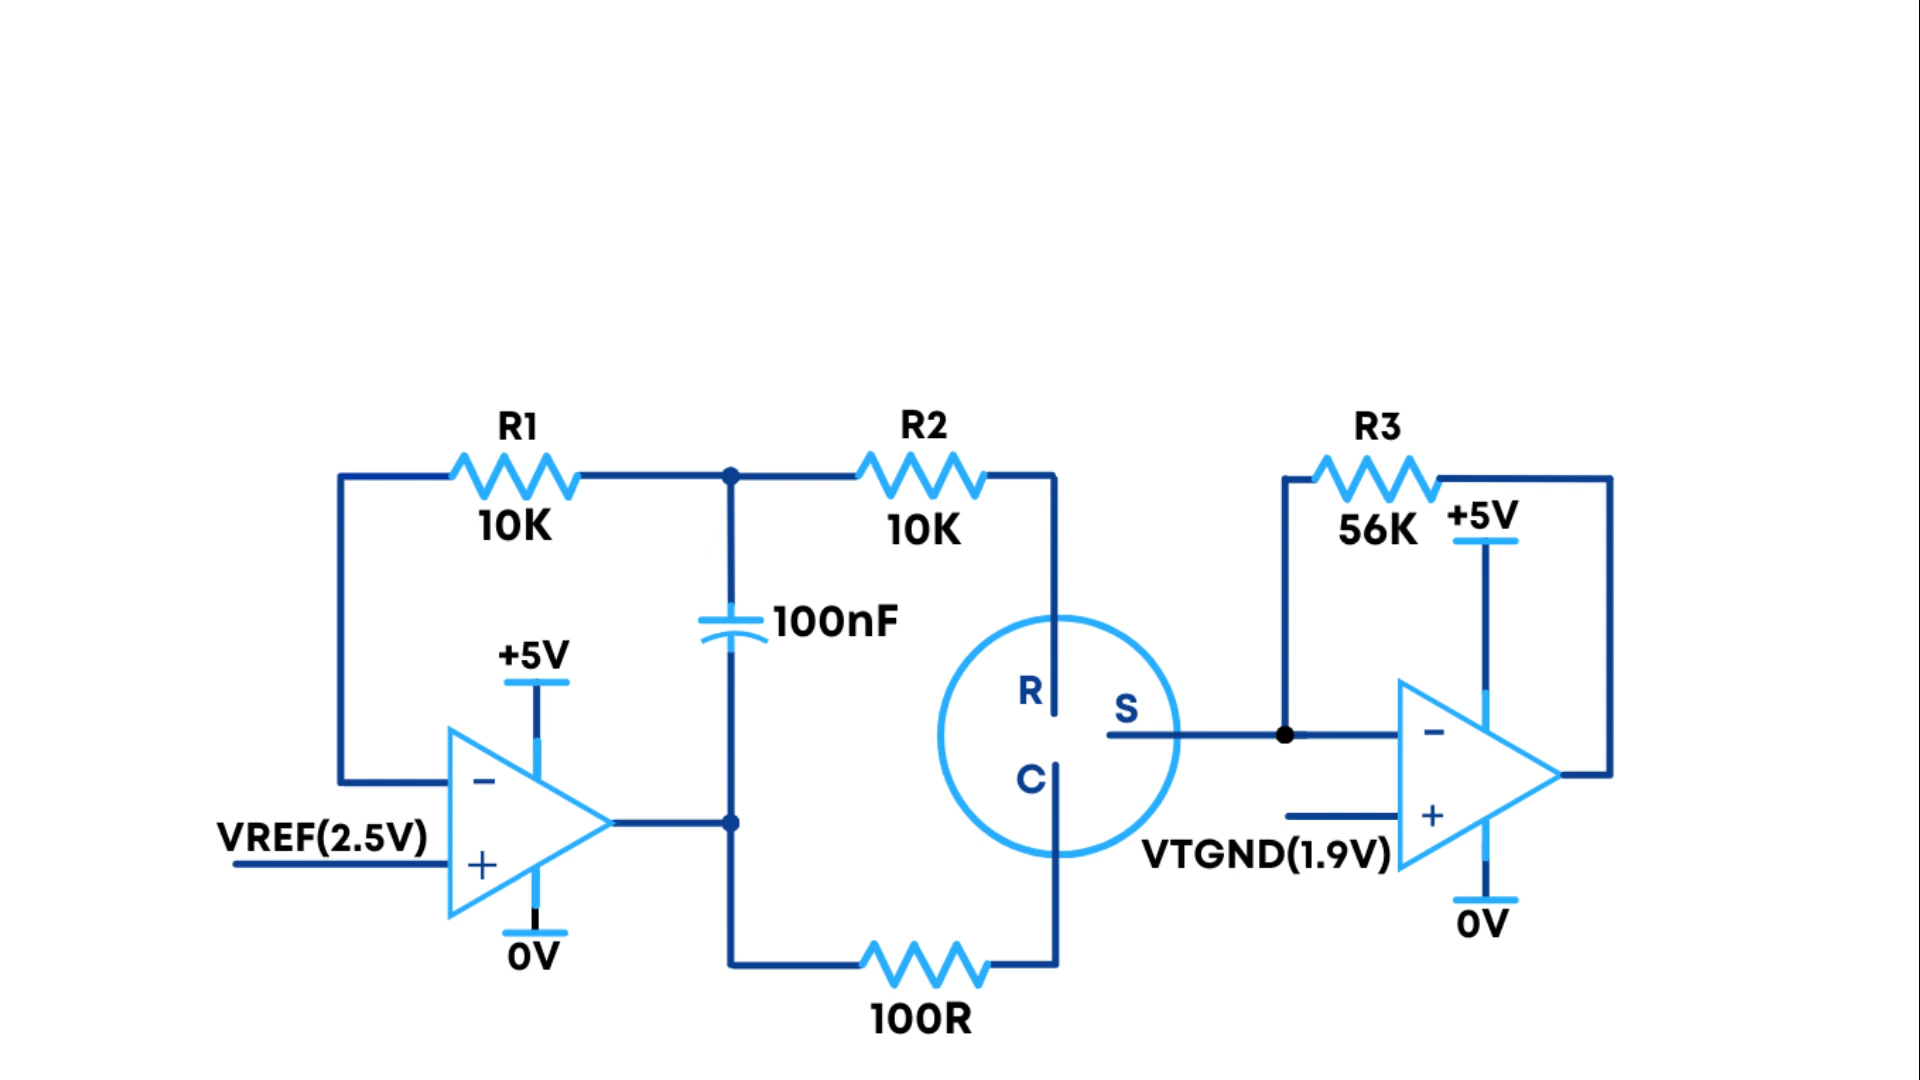 R1
R2
R3
10K
10K
56K
+5V
100nF
+5V
R
S
C
−
−
VREF(2.5V)
+
+
VTGND(1.9V)
0V
0V
100R